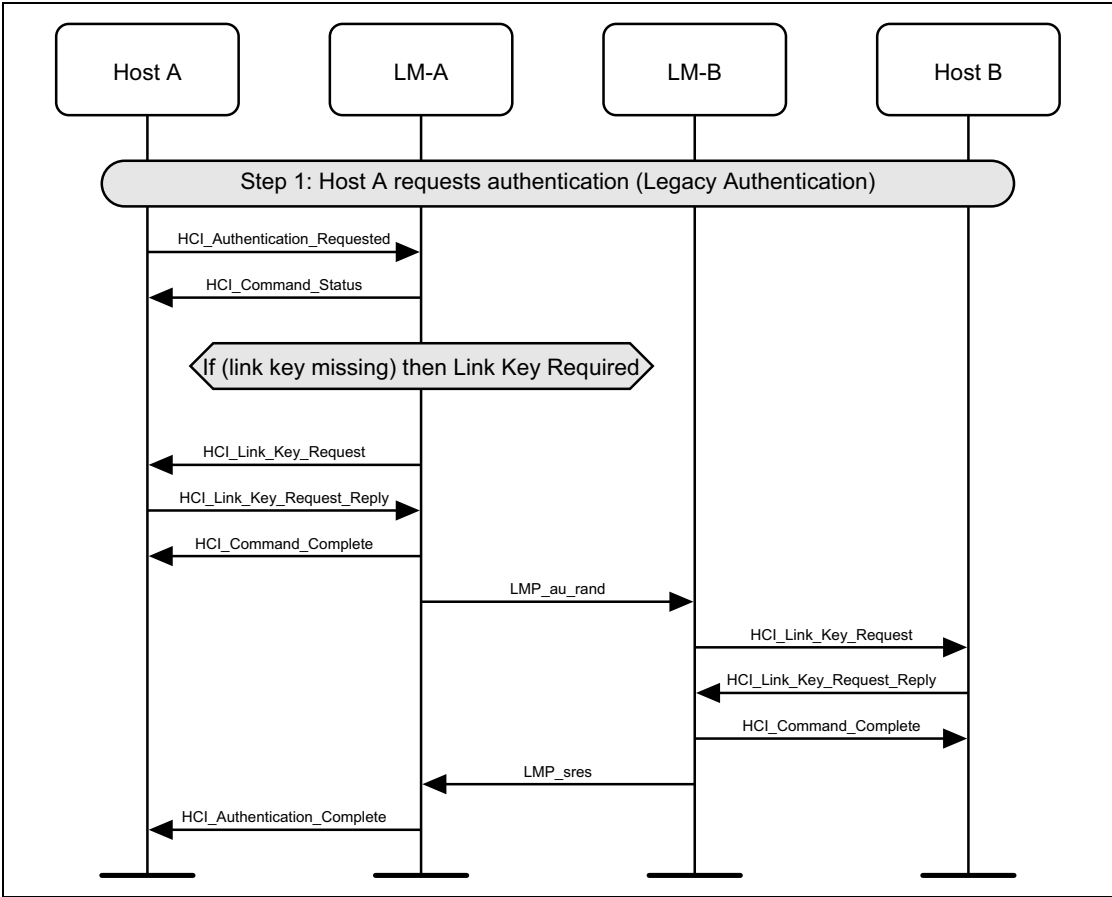 Host A
LM-A
LM-B
Host B
Step 1: Host A requests authentication (Legacy Authentication)
HCI_Authentication_Requested
HCI_Command_Status
If (link key missing) then Link Key Required
HCI_Link_Key_Request
HCI_Link_Key_Request_Reply
HCI_Command_Complete
LMP_au_rand
HCI_Link_Key_Request
HCI_Link_Key_Request_Reply
HCI_Command_Complete
LMP_sres
HCI_Authentication_Complete